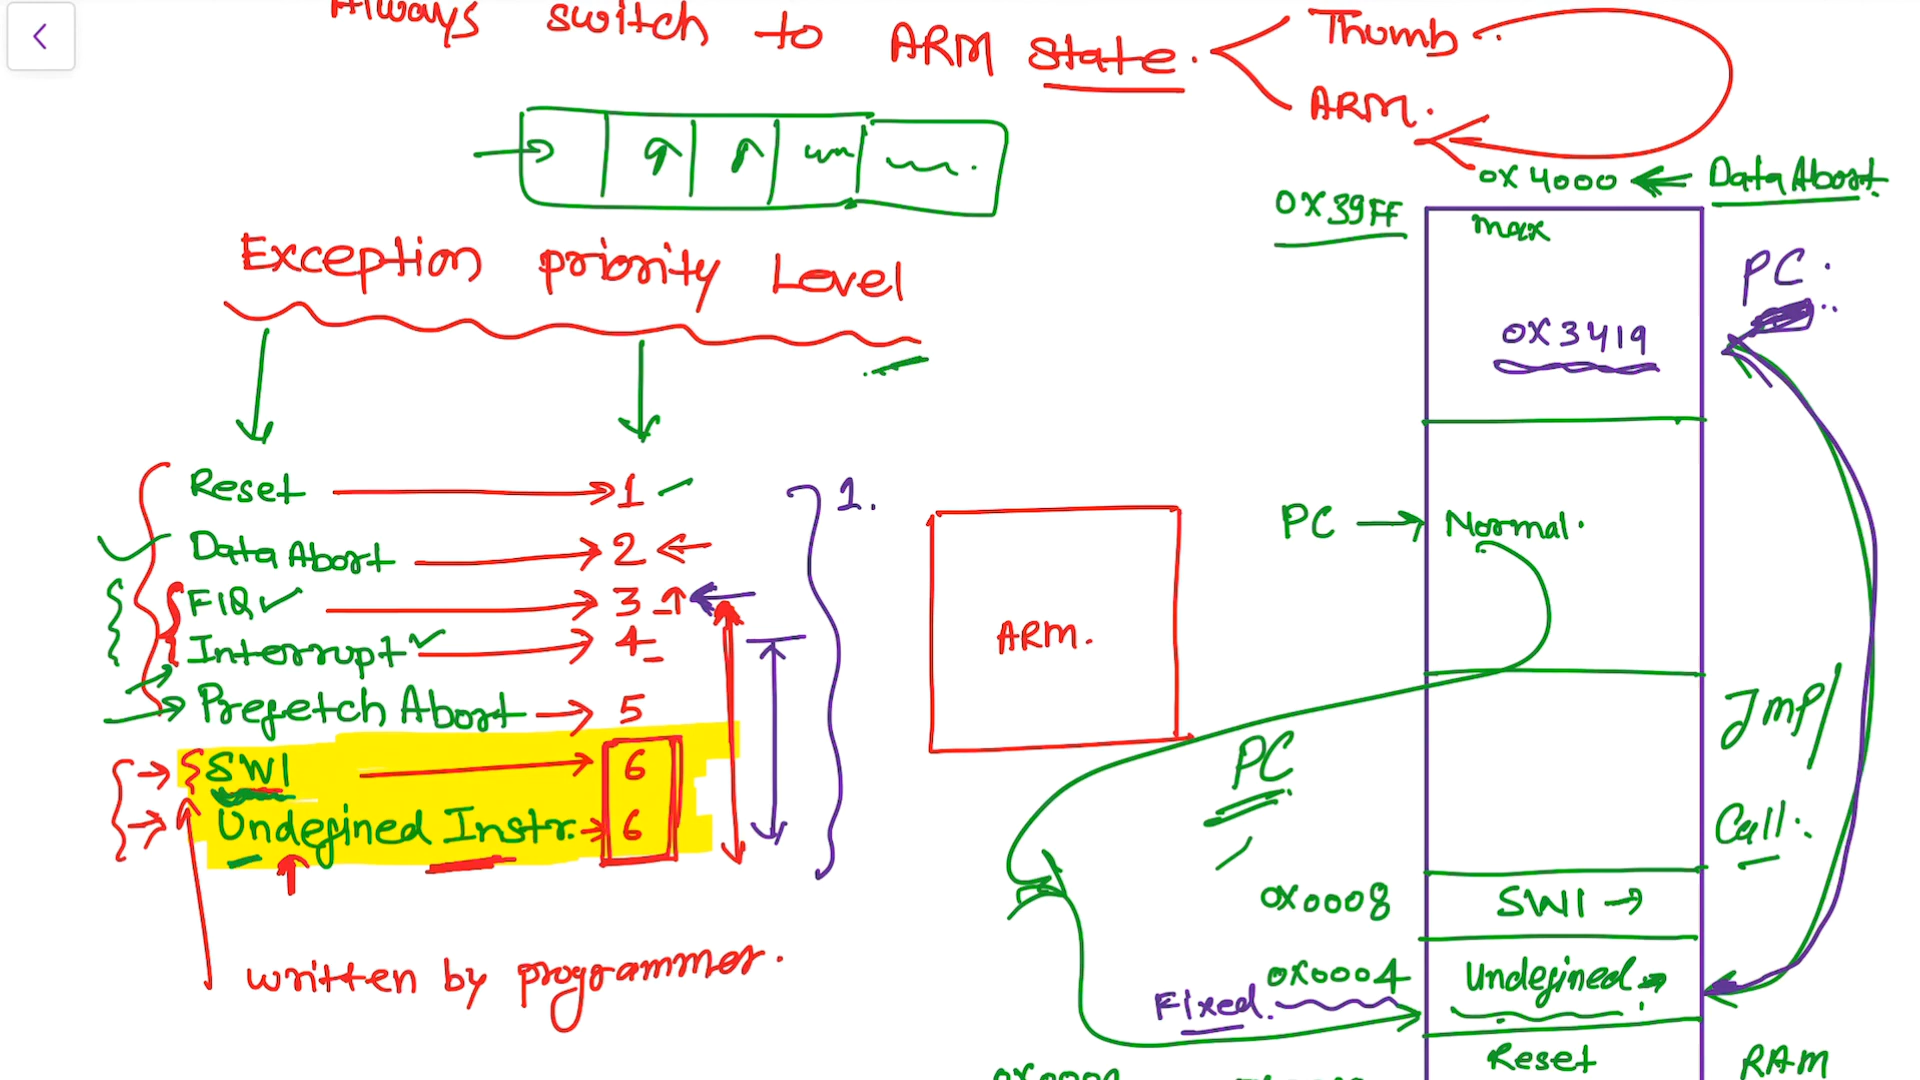 Always switch to ARM state.
Thumb
ARM.
0x4000 ← Data Abort
0x39FF
max
Exception priority Level
PC.
0x3419
Reset → 1
1.
Data Abort → 2
PC → Normal.
FIQ → 3
Interrupt → 4
ARM.
Prefetch Abort → 5
Jmp/
Call.
PC
SWI → 6
Undefined Instr. → 6
0x0008
SWI →
written by programmer.
0x0004
Undefined →
Fixed.
Reset
RAM